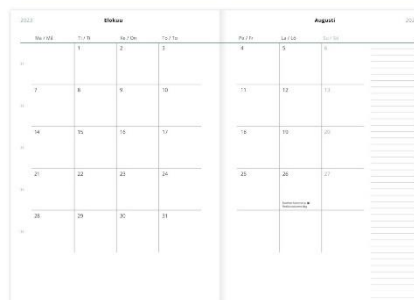 2023 Elokuu Augusti
Ma / Må Ti / Ti Ke / On To / To Pe / Fr La / Lö Su / Sö
1 2 3 4 5 6
7 8 9 10 11 12 13
14 15 16 17 18 19 20
21 22 23 24 25 26 27
28 29 30 31